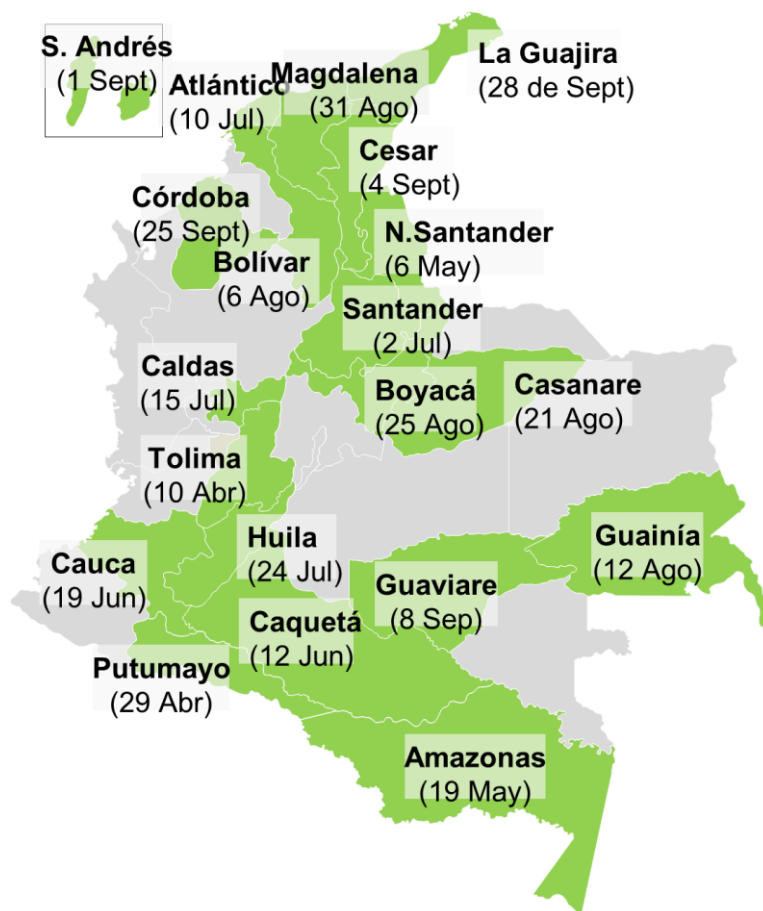 S. Andrés
(1 Sept)
Atlántico
(10 Jul)
Magdalena
(31 Ago)
La Guajira
(28 de Sept)
Cesar
(4 Sept)
Córdoba
(25 Sept)
N.Santander
(6 May)
Bolívar
(6 Ago)
Santander
(2 Jul)
Caldas
(15 Jul)
Boyacá
(25 Ago)
Casanare
(21 Ago)
Tolima
(10 Abr)
Huila
(24 Jul)
Guainía
(12 Ago)
Cauca
(19 Jun)
Guaviare
(8 Sep)
Caquetá
(12 Jun)
Putumayo
(29 Abr)
Amazonas
(19 May)